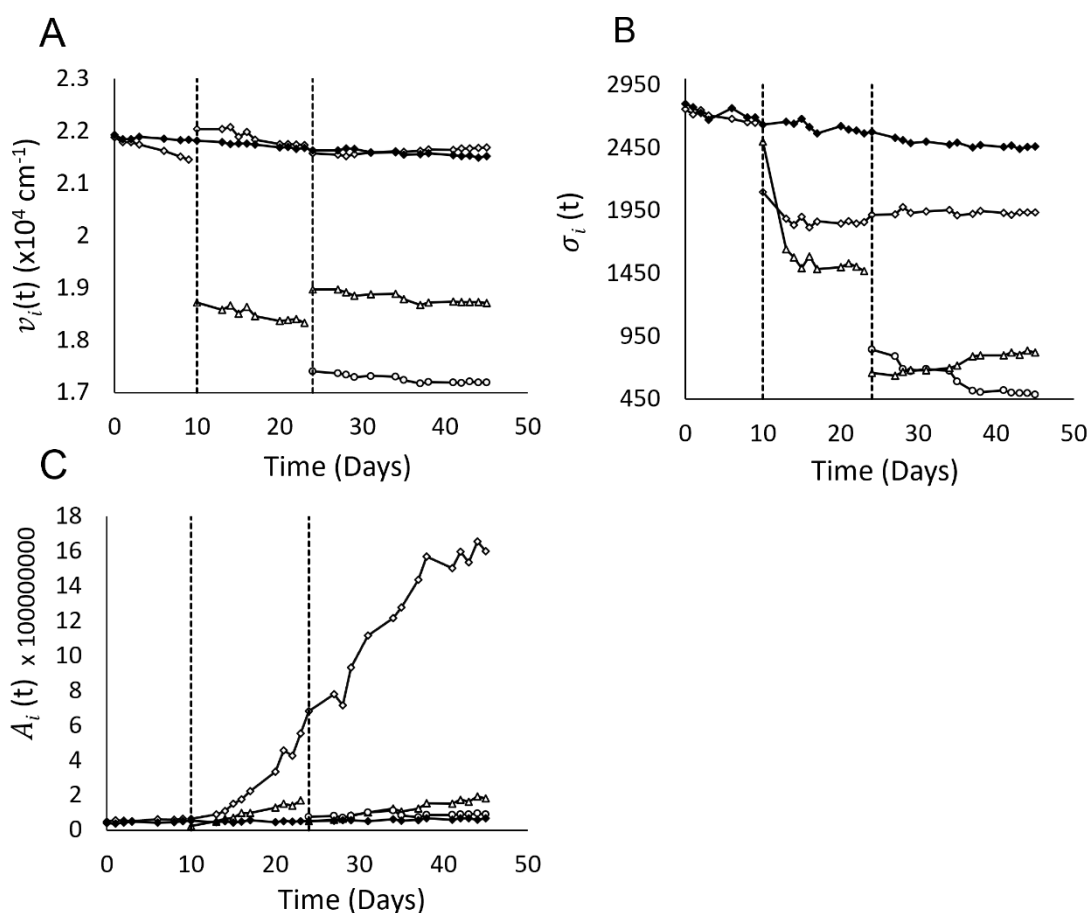 A
2.3
2.2
2.1
2
1.9
1.8
1.7
0 10 20 30 40 50
Time (Days)
v_i(t) (x10⁴ cm⁻¹)
B
2950
2450
1950
1450
950
450
0 10 20 30 40 50
Time (Days)
σ_i (t)
C
18
16
14
12
10
8
6
4
2
0
0 10 20 30 40 50
Time (Days)
A_i (t) x 10000000